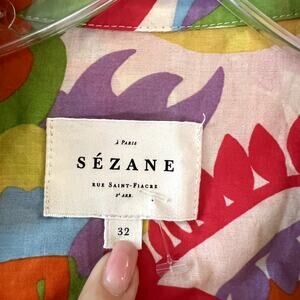 À PARIS
SÉZANE
RUE SAINT-FIACRE
2E ARR.
32